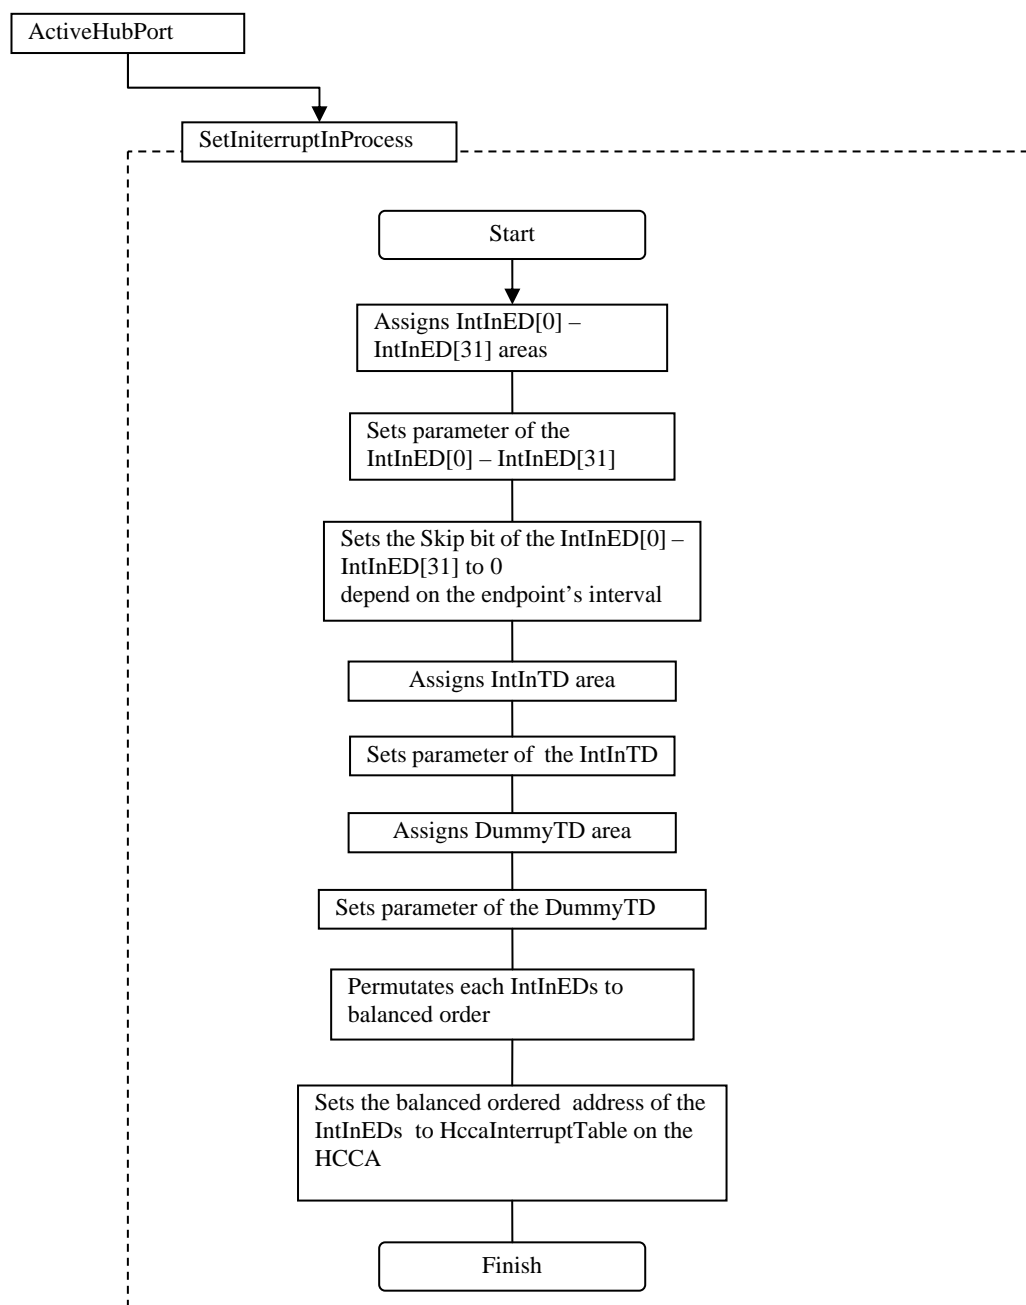 ActiveHubPort
SetIniterruptInProcess
Start
Assigns IntInED[0] –
IntInED[31] areas
Sets parameter of the
IntInED[0] – IntInED[31]
Sets the Skip bit of the IntInED[0] –
IntInED[31] to 0
depend on the endpoint's interval
Assigns IntInTD area
Sets parameter of  the IntInTD
Assigns DummyTD area
Sets parameter of the DummyTD
Permutates each IntInEDs to
balanced order
Sets the balanced ordered  address of the
IntInEDs  to HccaInterruptTable on the
HCCA
Finish